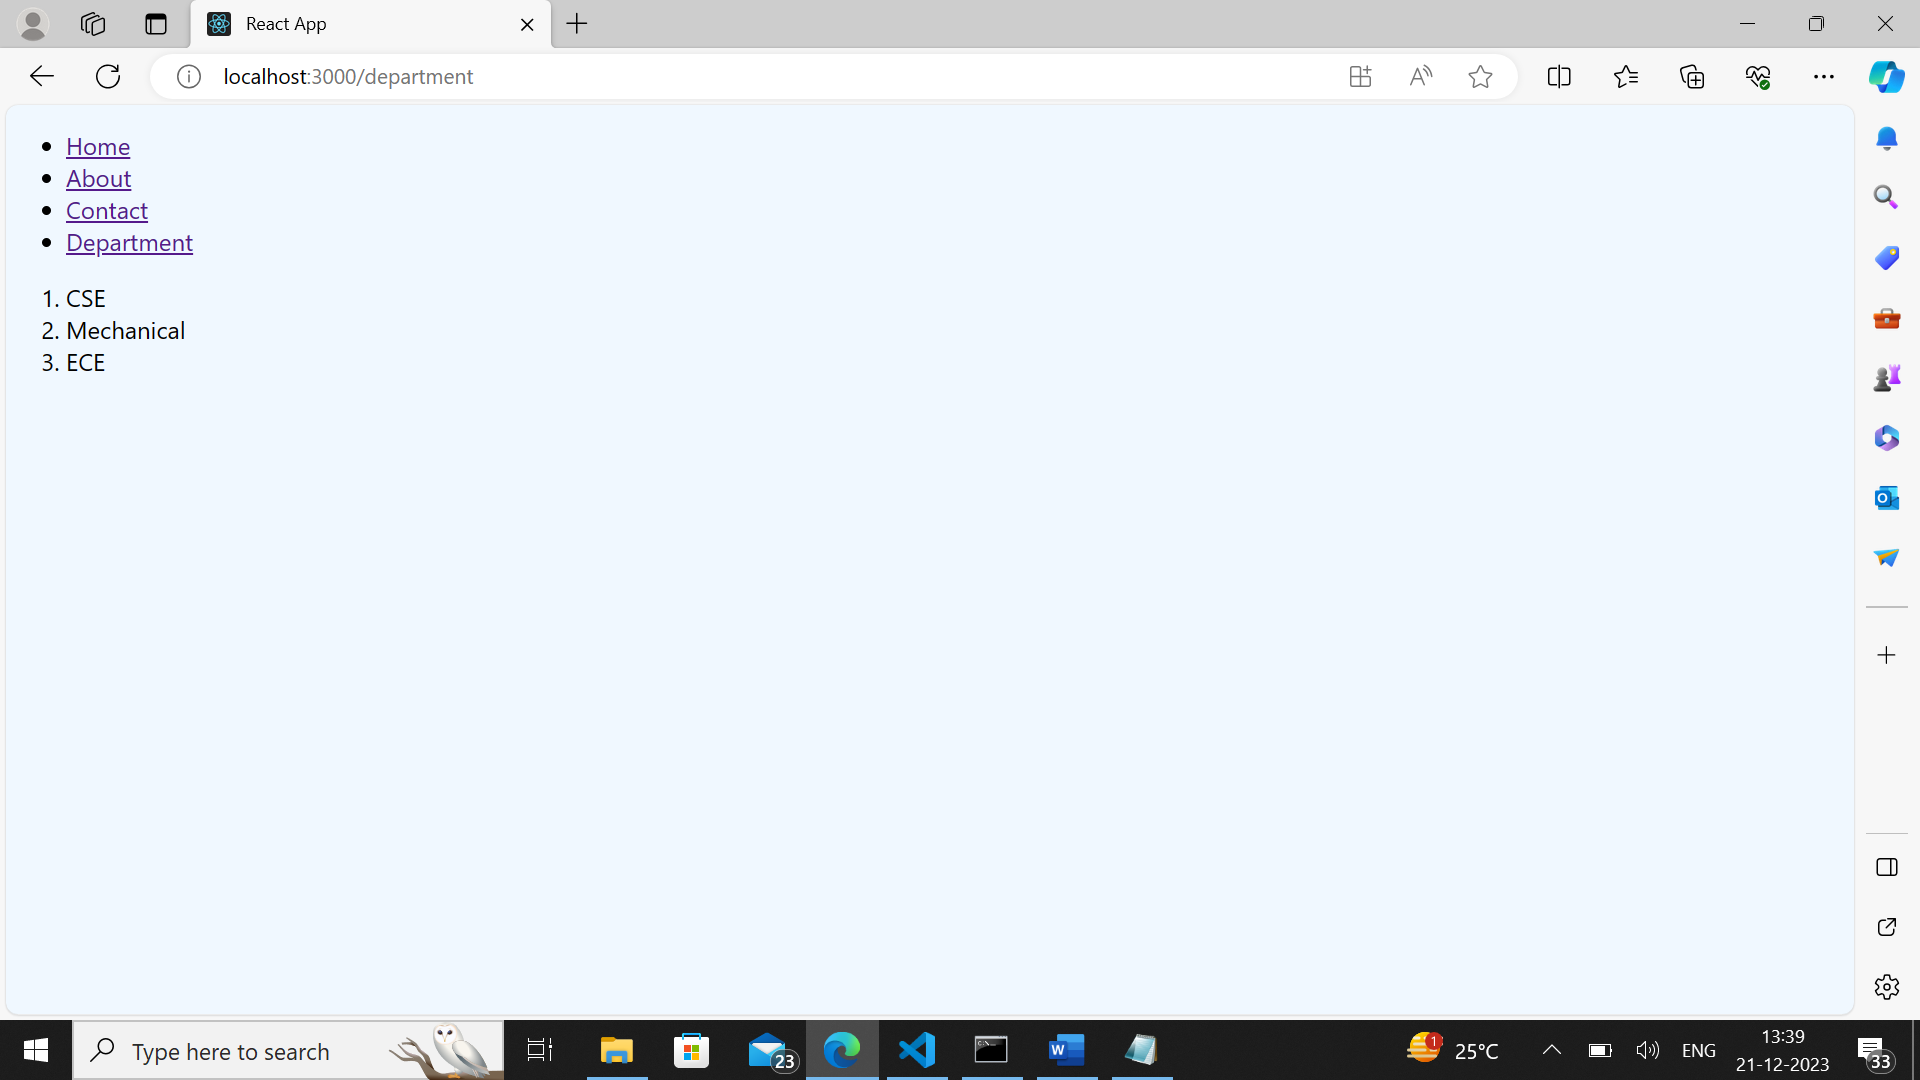 React App
localhost:3000/department
• Home
• About
• Contact
• Department
1. CSE
2. Mechanical
3. ECE
Type here to search
23
1
25°C
ENG
13:39
21-12-2023
33